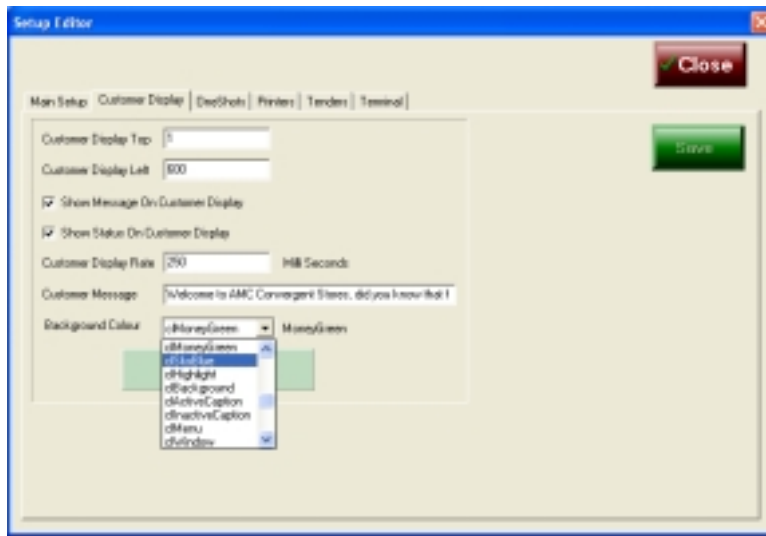 Setup Editor
Close
Main Setup Customer Display OneShots Printers Tenders Terminal
Customer Display Top 1
Save
Customer Display Left 800
Show Message On Customer Display
Show Status On Customer Display
Customer Display Rate 250 Milli Seconds
Customer Message Welcome to AMC Convergent Stores, did you know that
Background Colour clMoneyGreen MoneyGreen
clMoneyGreen
clSkyBlue
clHighlight
clBackground
clActiveCaption
clInactiveCaption
clMenu
clWindow